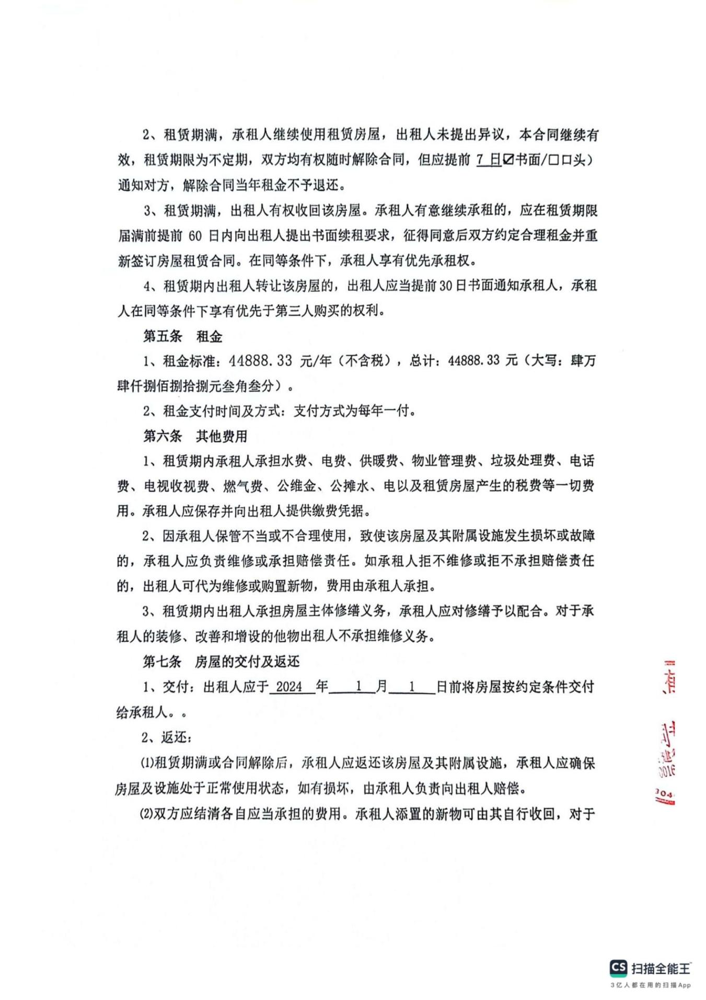 2、租赁期满，承租人继续使用租赁房屋，出租人未提出异议，本合同继续有
效，租赁期限为不定期，双方均有权随时解除合同，但应提前 7 日☑书面/□口头）
通知对方，解除合同当年租金不予退还。
3、租赁期满，出租人有权收回该房屋。承租人有意继续承租的，应在租赁期限
届满前提前 60 日内向出租人提出书面续租要求，征得同意后双方约定合理租金并重
新签订房屋租赁合同。在同等条件下，承租人享有优先承租权。
4、租赁期内出租人转让该房屋的，出租人应当提前 30 日书面通知承租人，承租
人在同等条件下享有优先于第三人购买的权利。
第五条 租金
1、租金标准：44888.33 元/年（不含税），总计：44888.33 元（大写：肆万
肆仟捌佰捌拾捌元叁角叁分）。
2、租金支付时间及方式：支付方式为每年一付。
第六条 其他费用
1、租赁期内承租人承担水费、电费、供暖费、物业管理费、垃圾处理费、电话
费、电视收视费、燃气费、公维金、公摊水、电以及租赁房屋产生的税费等一切费
用。承租人应保存并向出租人提供缴费凭据。
2、因承租人保管不当或不合理使用，致使该房屋及其附属设施发生损坏或故障
的，承租人应负责维修或承担赔偿责任。如承租人拒不维修或拒不承担赔偿责任
的，出租人可代为维修或购置新物，费用由承租人承担。
3、租赁期内出租人承担房屋主体修缮义务，承租人应对修缮予以配合。对于承
租人的装修、改善和增设的他物出租人不承担维修义务。
第七条 房屋的交付及返还
1、交付：出租人应于 2024 年 1 月 1 日前将房屋按约定条件交付
给承租人。。
2、返还：
⑴租赁期满或合同解除后，承租人应返还该房屋及其附属设施，承租人应确保
房屋及设施处于正常使用状态，如有损坏，由承租人负责向出租人赔偿。
⑵双方应结清各自应当承担的费用。承租人添置的新物可由其自行收回，对于
CS 扫描全能王
3亿人都在用的扫描App